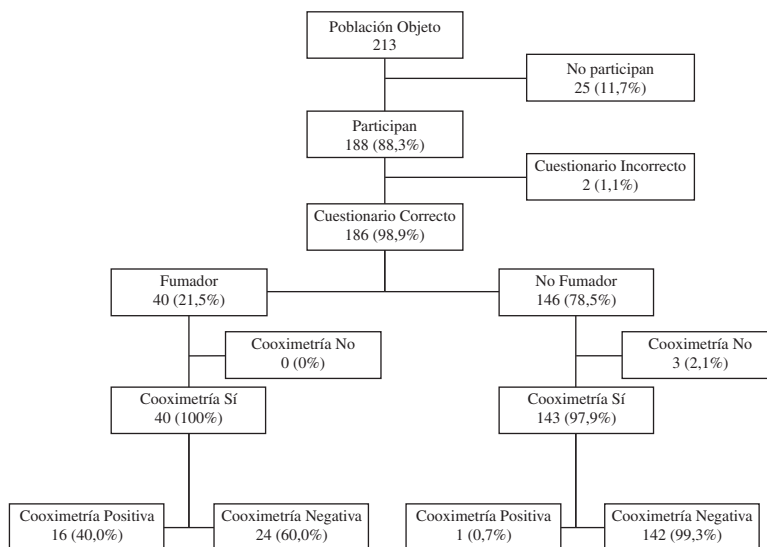 Población Objeto
213
No participan
25 (11,7%)
Participan
188 (88,3%)
Cuestionario Incorrecto
2 (1,1%)
Cuestionario Correcto
186 (98,9%)
Fumador
40 (21,5%)
No Fumador
146 (78,5%)
Cooximetría No
0 (0%)
Cooximetría No
3 (2,1%)
Cooximetría Sí
40 (100%)
Cooximetría Sí
143 (97,9%)
Cooximetría Positiva
16 (40,0%)
Cooximetría Negativa
24 (60,0%)
Cooximetría Positiva
1 (0,7%)
Cooximetría Negativa
142 (99,3%)